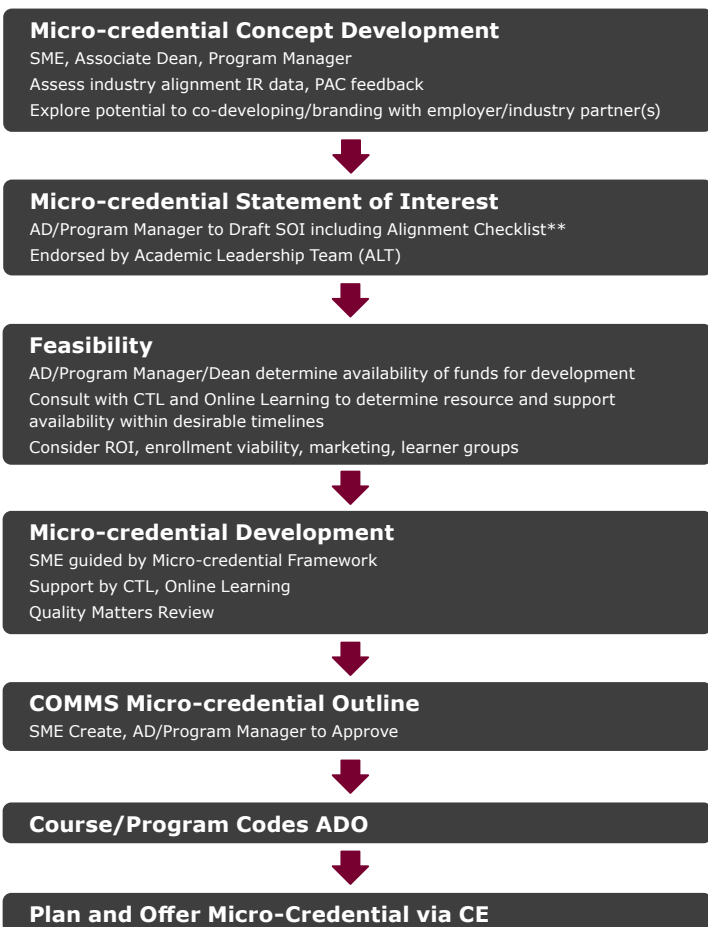 Micro-credential Concept Development
SME, Associate Dean, Program Manager
Assess industry alignment IR data, PAC feedback
Explore potential to co-developing/branding with employer/industry partner(s)
Micro-credential Statement of Interest
AD/Program Manager to Draft SOI including Alignment Checklist**
Endorsed by Academic Leadership Team (ALT)
Feasibility
AD/Program Manager/Dean determine availability of funds for development
Consult with CTL and Online Learning to determine resource and support
availability within desirable timelines
Consider ROI, enrollment viability, marketing, learner groups
Micro-credential Development
SME guided by Micro-credential Framework
Support by CTL, Online Learning
Quality Matters Review
COMMS Micro-credential Outline
SME Create, AD/Program Manager to Approve
Course/Program Codes ADO
Plan and Offer Micro-Credential via CE